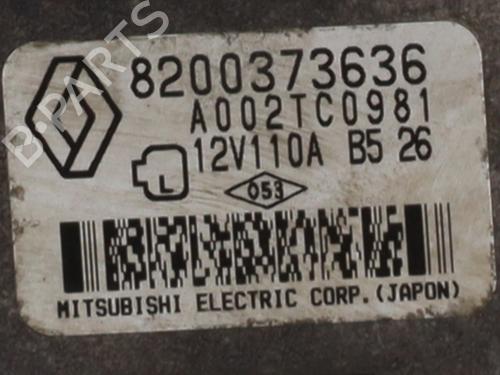 8200373636
A002TC0981
12V110A B5 26
L
053
MITSUBISHI ELECTRIC CORP.(JAPON)
B-PARTS